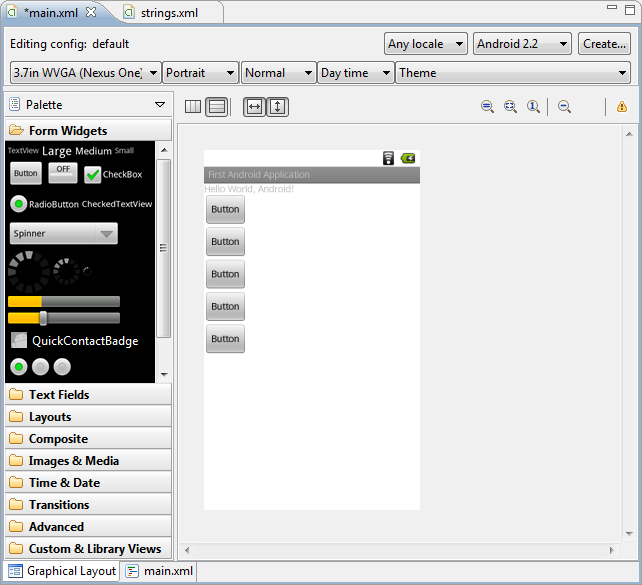 *main.xml
strings.xml
Editing config: default
Any locale
Android 2.2
Create...
3.7in WVGA (Nexus One)
Portrait
Normal
Day time
Theme
Palette
Form Widgets
TextView Large Medium Small
Button
OFF
CheckBox
RadioButton
CheckedTextView
Spinner
QuickContactBadge
Text Fields
Layouts
Composite
Images & Media
Time & Date
Transitions
Advanced
Custom & Library Views
1
First Android Application
Hello World, Android!
Button
Button
Button
Button
Button
Graphical Layout
main.xml